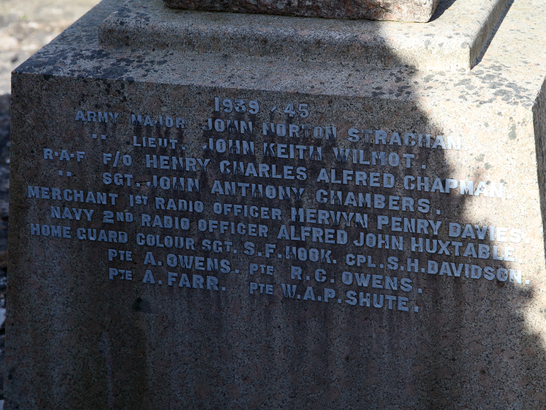 1939-45
ARMY MAJOR JOHN NORTON STRACHAN.
" LIEUT. JOHN KEITH WILMOT.
R·A·F F/O HENRY CHARLES ALFRED CHAPMAN.
" SGT. JOHN ANTHONY CHAMBERS.
MERCHANT 1ST RADIO OFFICER MERVYN PENRY DAVIES.
NAVY 2ND RADIO OFFICER ALFRED JOHN HUXTABLE.
HOME GUARD COLOUR SGT. S.F. NOOK. CPL. S.H. DAVIDSON.
PTE A. OWENS. PTE R.G. OWENS.
PTE A. FARR. PTE W.A.P. SHUTE.